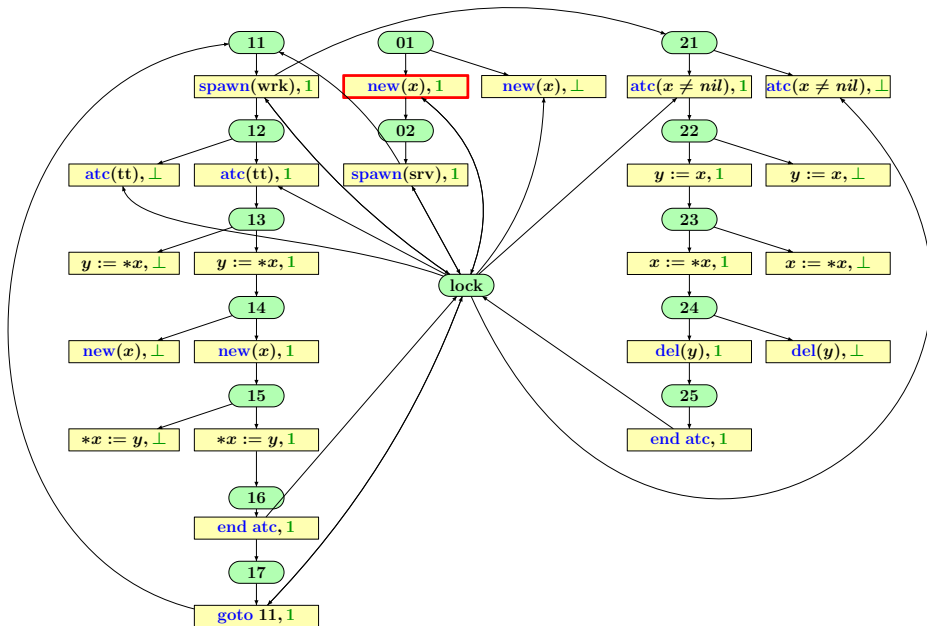 11 01 21
spawn(wrk), 1 new(x), 1 new(x), ⊥ atc(x ≠ nil), 1 atc(x ≠ nil), ⊥
12 02 22
atc(tt), ⊥ atc(tt), 1 spawn(srv), 1 y := x, 1 y := x, ⊥
13 23
y := *x, ⊥ y := *x, 1 x := *x, 1 x := *x, ⊥
lock
14 24
new(x), ⊥ new(x), 1 del(y), 1 del(y), ⊥
15 25
*x := y, ⊥ *x := y, 1 end atc, 1
16
end atc, 1
17
goto 11, 1